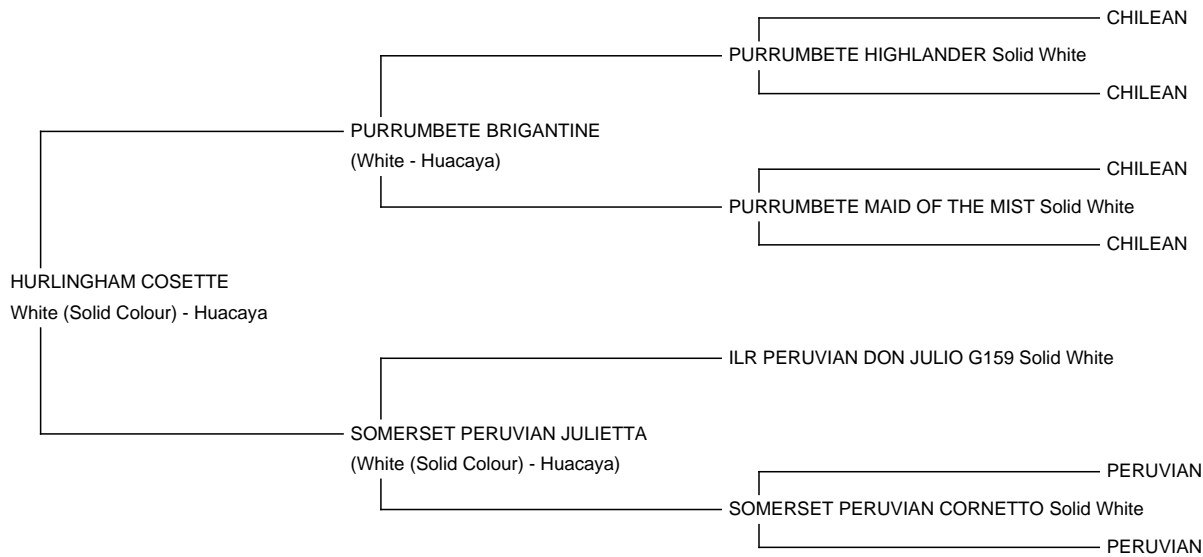 CHILEAN
PURRUMBETE HIGHLANDER Solid White
CHILEAN
PURRUMBETE BRIGANTINE
(White - Huacaya)
CHILEAN
PURRUMBETE MAID OF THE MIST Solid White
CHILEAN
HURLINGHAM COSETTE
White (Solid Colour) - Huacaya
ILR PERUVIAN DON JULIO G159 Solid White
SOMERSET PERUVIAN JULIETTA
(White (Solid Colour) - Huacaya)
PERUVIAN
SOMERSET PERUVIAN CORNETTO Solid White
PERUVIAN